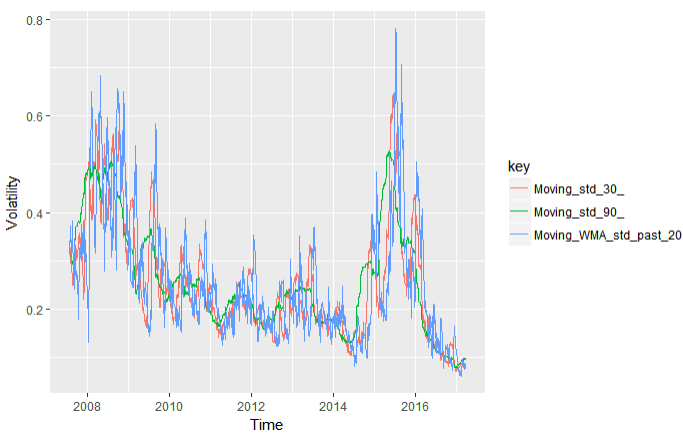 0.8
0.6
0.4
0.2
Volatility
2008 2010 2012 2014 2016
Time
key
Moving_std_30_
Moving_std_90_
Moving_WMA_std_past_20